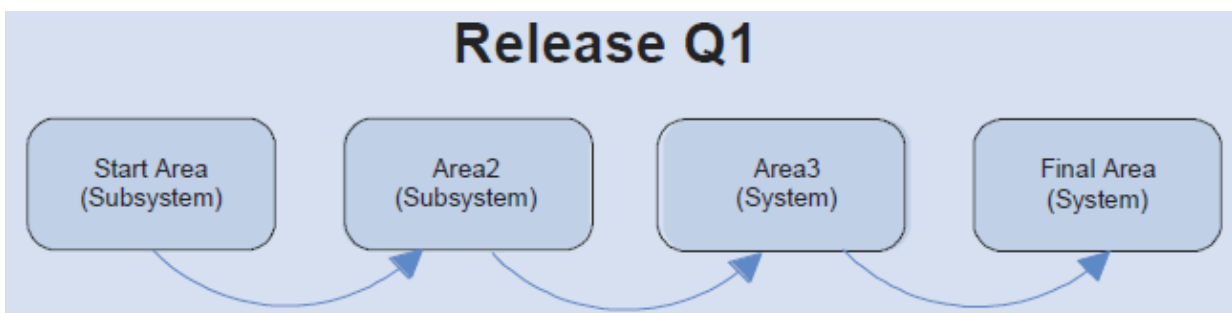 Release Q1
Start Area
(Subsystem)
Area2
(Subsystem)
Area3
(System)
Final Area
(System)